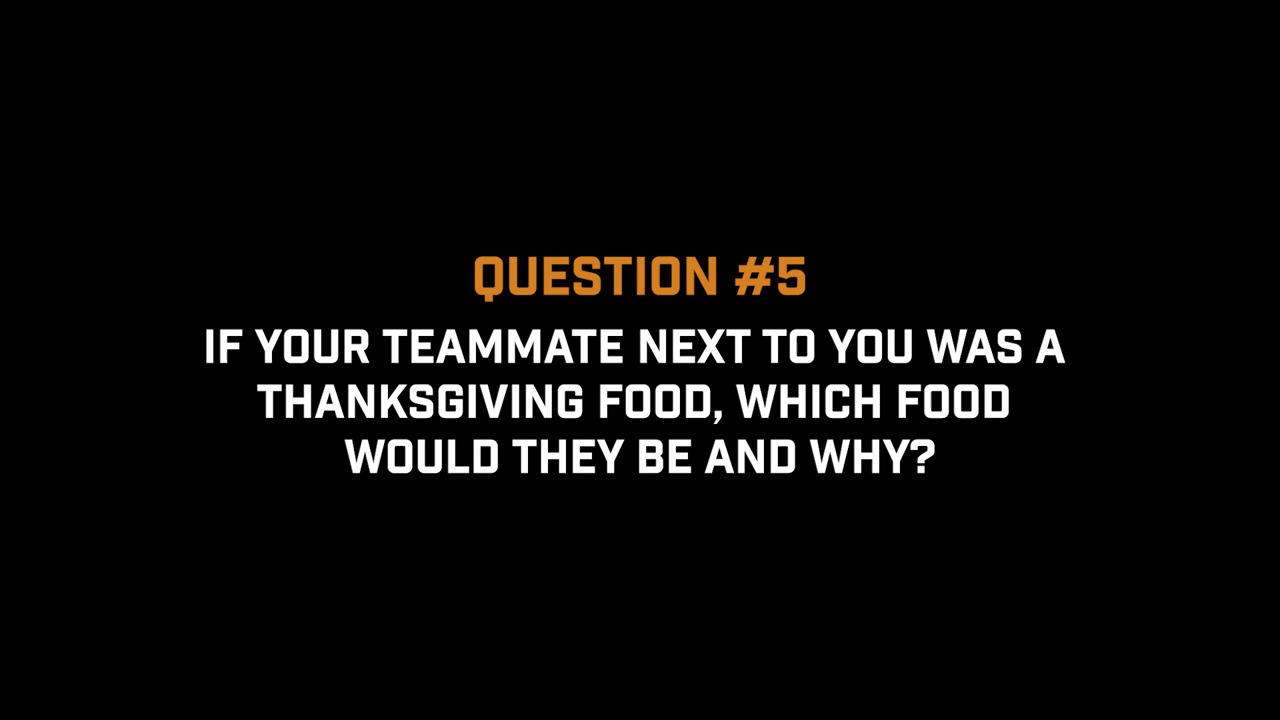 QUESTION #5
IF YOUR TEAMMATE NEXT TO YOU WAS A
THANKSGIVING FOOD, WHICH FOOD
WOULD THEY BE AND WHY?